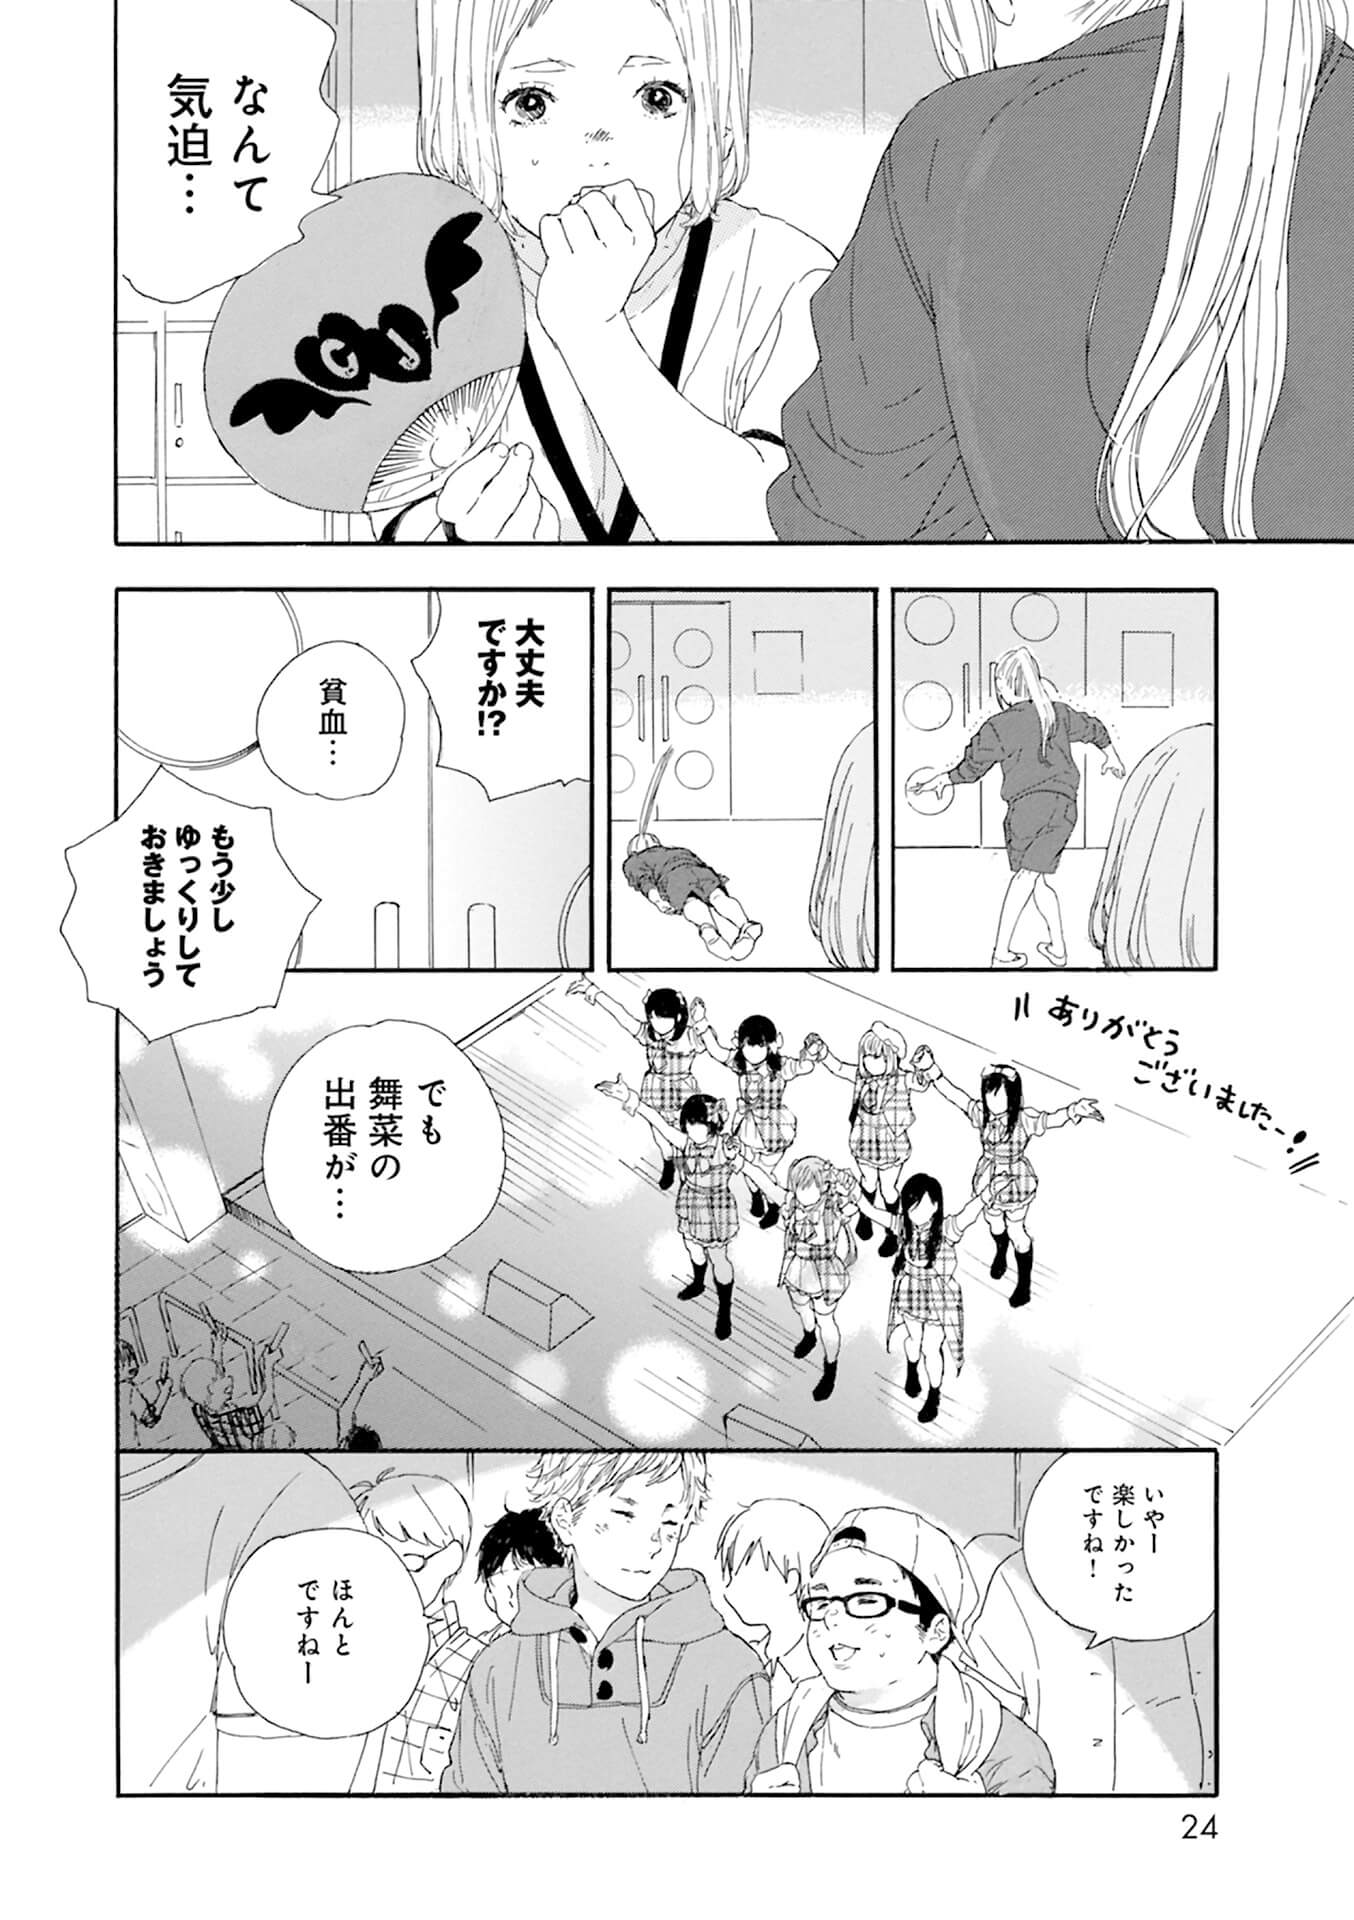 なんて
気迫…
CJ
大丈夫
ですか!?
貧血…
もう少し
ゆっくりして
おきましょう
ありがとう
ございましたー!
でも
舞菜の
出番が…
いやー
楽しかった
ですね!
ほんと
ですねー
24